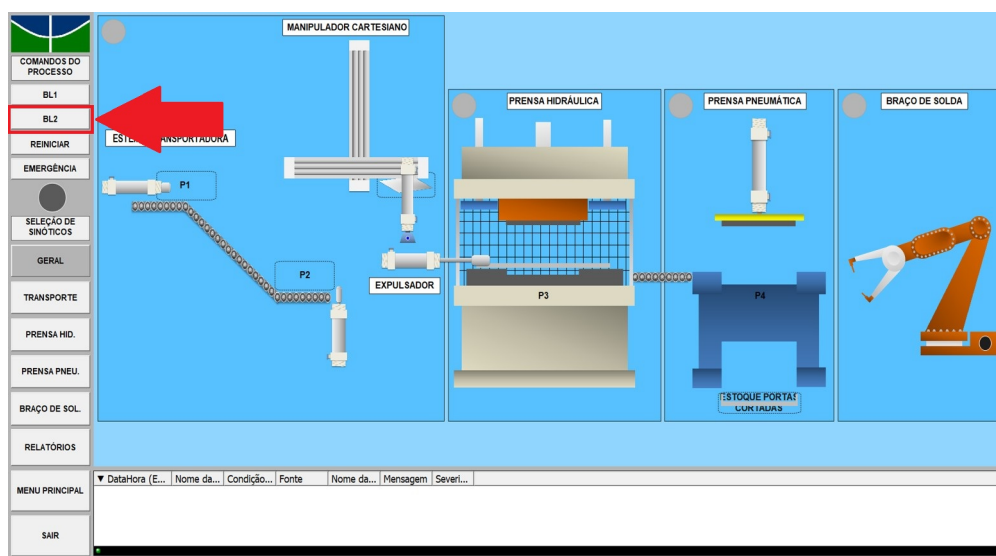 COMANDOS DO
PROCESSO
BL1
BL2
REINICIAR
EMERGÊNCIA
SELEÇÃO DE
SINÓTICOS
GERAL
TRANSPORTE
PRENSA HID.
PRENSA PNEU.
BRAÇO DE SOL.
RELATÓRIOS
MENU PRINCIPAL
SAIR
MANIPULADOR CARTESIANO
P1
P2
EXPULSADOR
PRENSA HIDRÁULICA
P3
PRENSA PNEUMÁTICA
P4
ESTOQUE PORTAS
CORTADAS
BRAÇO DE SOLDA
▼ DataHora (E... Nome da... Condição... Fonte Nome da... Mensagem Severi...